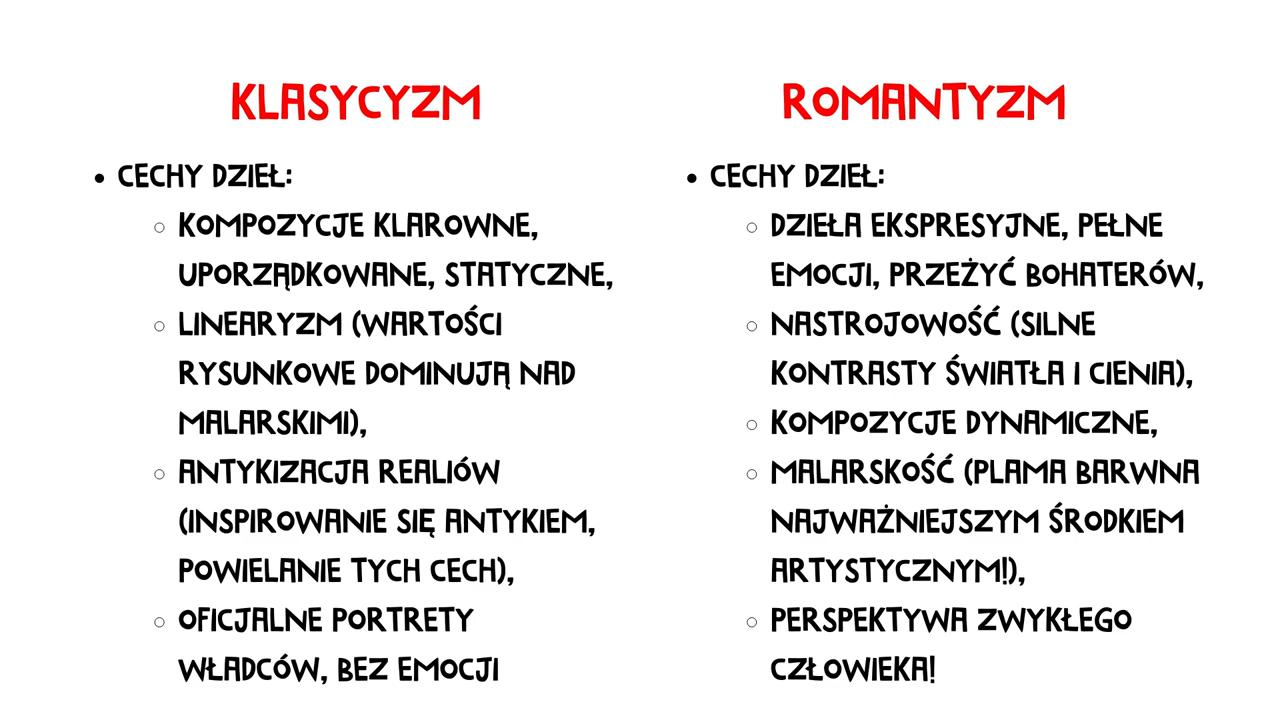 KLASYCYZM
• CECHY DZIEŁ:
○ KOMPOZYCJE KLAROWNE,
UPORZĄDKOWANE, STATYCZNE,
○ LINEARYZM (WARTOŚCI
RYSUNKOWE DOMINUJĄ NAD
MALARSKIMI),
○ ANTYKIZACJA REALIÓW
(INSPIROWANIE SIĘ ANTYKIEM,
POWIELANIE TYCH CECH),
○ OFICJALNE PORTRETY
WŁADCÓW, BEZ EMOCJI
ROMANTYZM
• CECHY DZIEŁ:
○ DZIEŁA EKSPRESYJNE, PEŁNE
EMOCJI, PRZEŻYĆ BOHATERÓW,
○ NASTROJOWOŚĆ (SILNE
KONTRASTY ŚWIATŁA I CIENIA),
○ KOMPOZYCJE DYNAMICZNE,
○ MALARSKOŚĆ (PLAMA BARWNA
NAJWAŻNIEJSZYM ŚRODKIEM
ARTYSTYCZNYM!),
○ PERSPEKTYWA ZWYKŁEGO
CZŁOWIEKA!